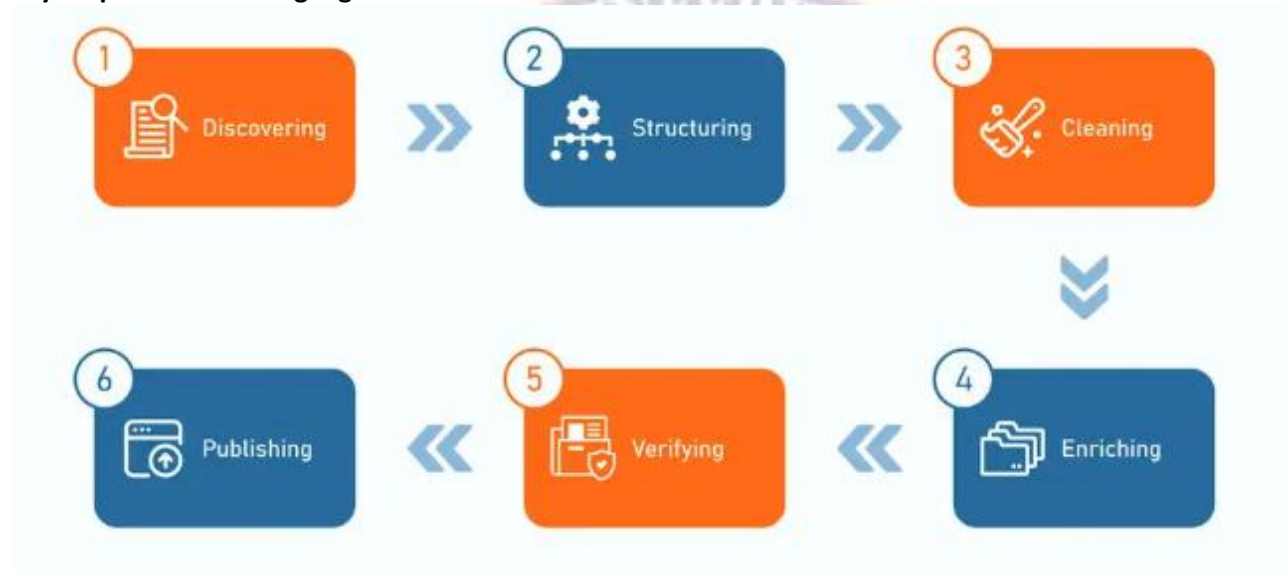 1
Discovering
2
Structuring
3
Cleaning
4
Enriching
5
Verifying
6
Publishing